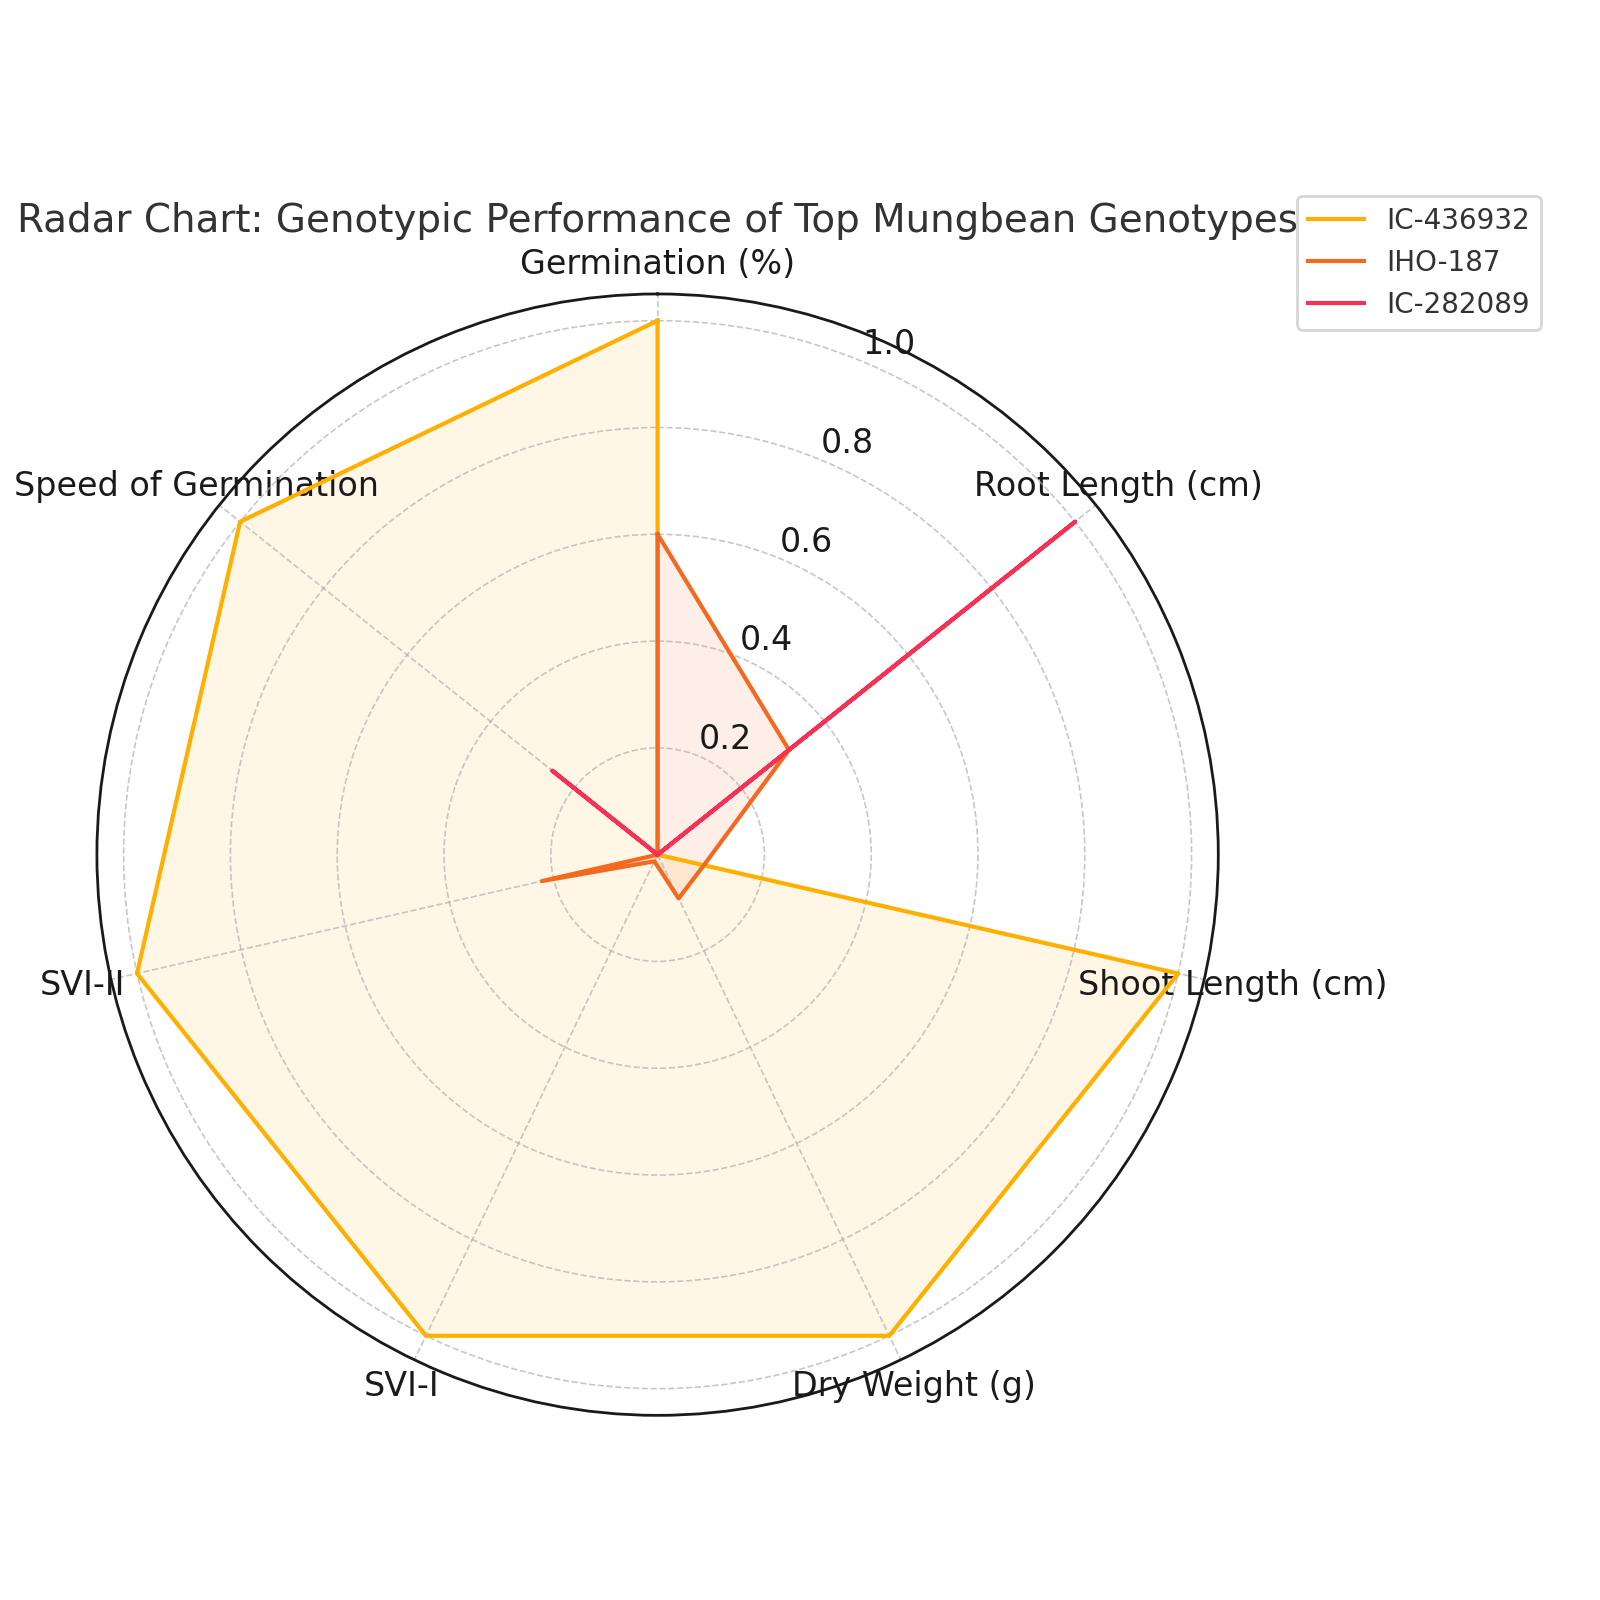 Radar Chart: Genotypic Performance of Top Mungbean Genotypes
IC-436932
IHO-187
IC-282089
Germination (%)
1.0
0.8
Speed of Germination
Root Length (cm)
0.6
0.4
0.2
SVI-II
Shoot Length (cm)
SVI-I
Dry Weight (g)